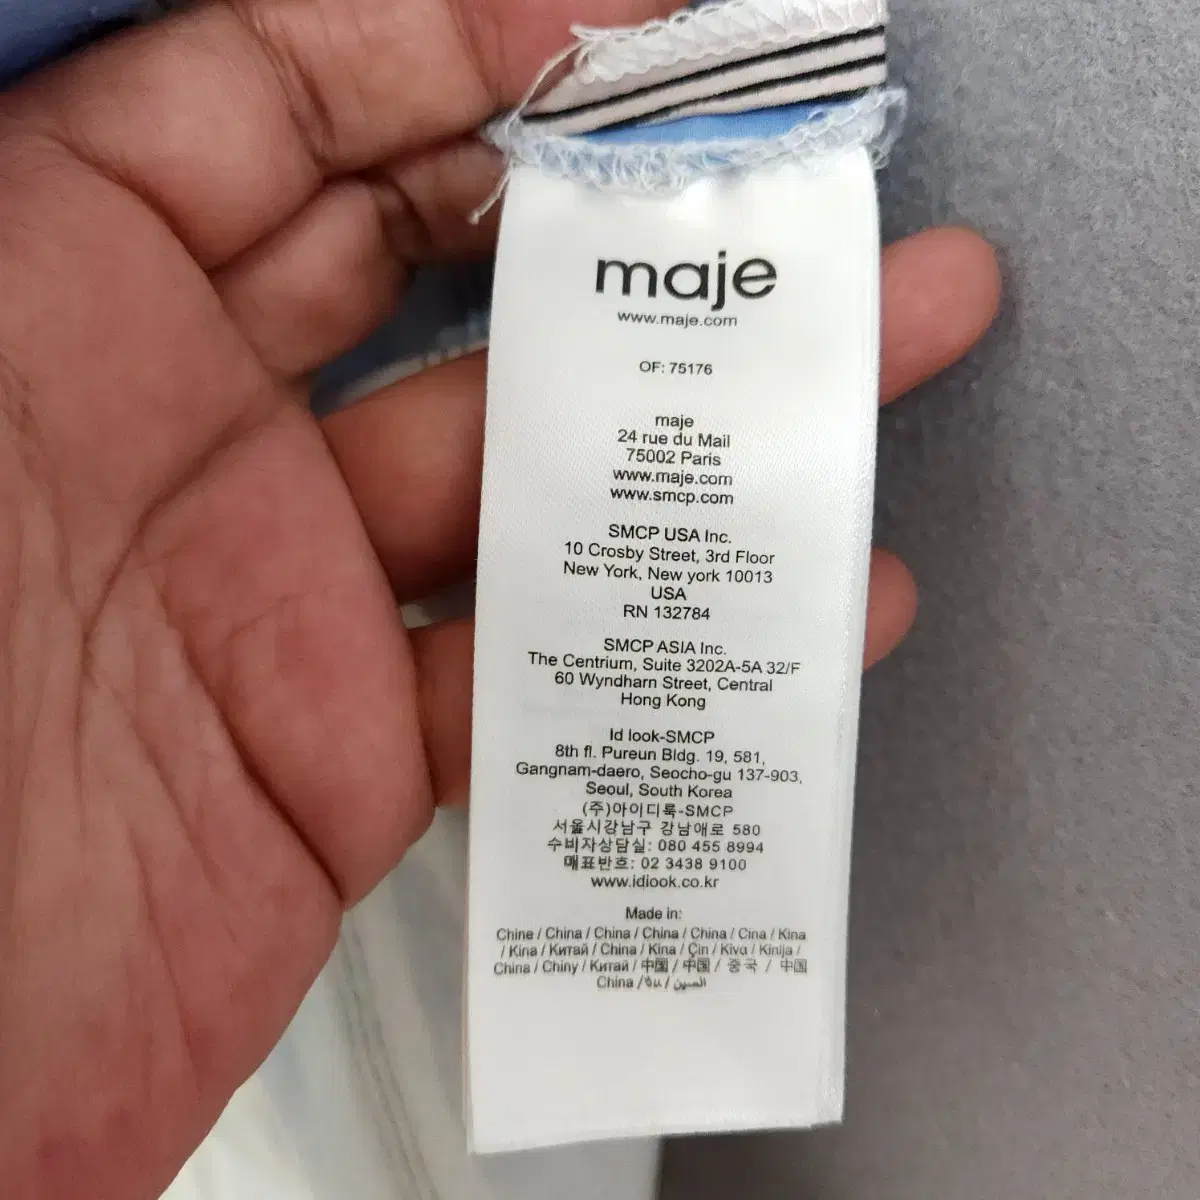 maje
www.maje.com
OF: 75176
maje
24 rue du Mail
75002 Paris
www.maje.com
www.smcp.com
SMCP USA Inc.
10 Crosby Street, 3rd Floor
New York, New york 10013
USA
RN 132784
SMCP ASIA Inc.
The Centrium, Suite 3202A-5A 32/F
60 Wyndharn Street, Central
Hong Kong
Id look-SMCP
8th fl. Pureun Bldg. 19, 581,
Gangnam-daero, Seocho-gu 137-903,
Seoul, South Korea
(주)아이디룩-SMCP
서울시강남구 강남애로 580
수비자상담실: 080 455 8994
매표반호: 02 3438 9100
www.idiook.co.kr
Made in:
Chine / China / China / China / China / Cina / Kina
/ Kina / Китай / China / Kina / Çin / Kίνα / Kinija /
China / Chiny / Китай / 中国 / 中国 / 중국 / 中国
China / จีน / الصين